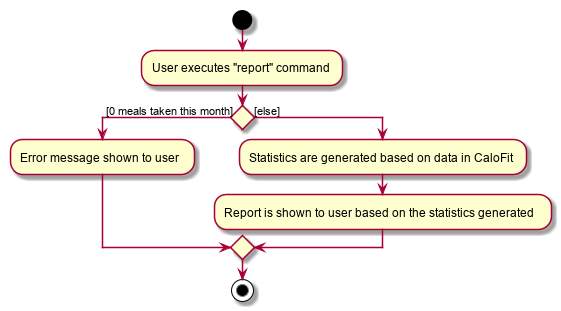 User executes "report" command
[0 meals taken this month]
[else]
Error message shown to user
Statistics are generated based on data in CaloFit
Report is shown to user based on the statistics generated